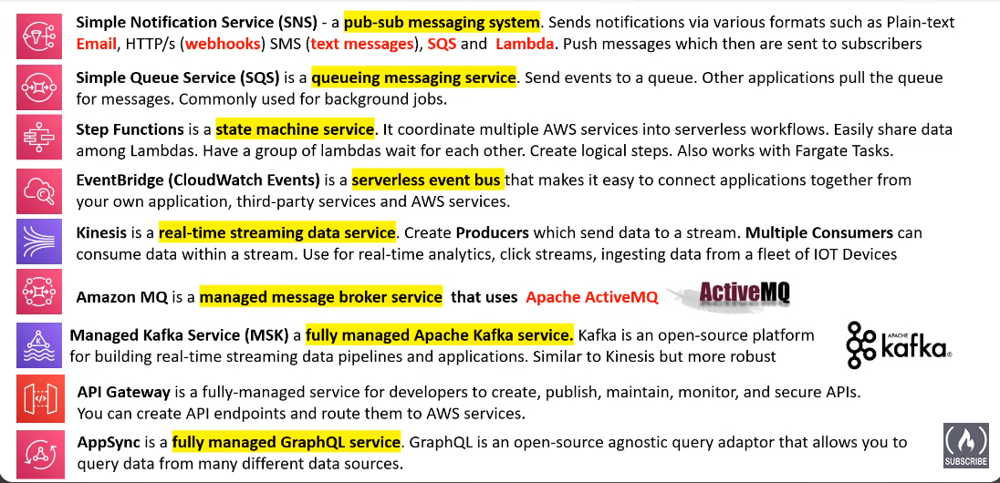 Simple Notification Service (SNS) - a pub-sub messaging system. Sends notifications via various formats such as Plain-text
Email, HTTP/s (webhooks) SMS (text messages), SQS and Lambda. Push messages which then are sent to subscribers
Simple Queue Service (SQS) is a queueing messaging service. Send events to a queue. Other applications pull the queue
for messages. Commonly used for background jobs.
Step Functions is a state machine service. It coordinate multiple AWS services into serverless workflows. Easily share data
among Lambdas. Have a group of lambdas wait for each other. Create logical steps. Also works with Fargate Tasks.
EventBridge (CloudWatch Events) is a serverless event bus that makes it easy to connect applications together from
your own application, third-party services and AWS services.
Kinesis is a real-time streaming data service. Create Producers which send data to a stream. Multiple Consumers can
consume data within a stream. Use for real-time analytics, click streams, ingesting data from a fleet of IOT Devices
Amazon MQ is a managed message broker service that uses Apache ActiveMQ
ActiveMQ
Managed Kafka Service (MSK) a fully managed Apache Kafka service. Kafka is an open-source platform
for building real-time streaming data pipelines and applications. Similar to Kinesis but more robust
K
APACHE
kafka®
API Gateway is a fully-managed service for developers to create, publish, maintain, monitor, and secure APIs.
You can create API endpoints and route them to AWS services.
</>
AppSync is a fully managed GraphQL service. GraphQL is an open-source agnostic query adaptor that allows you to
query data from many different data sources.
SUBSCRIBE